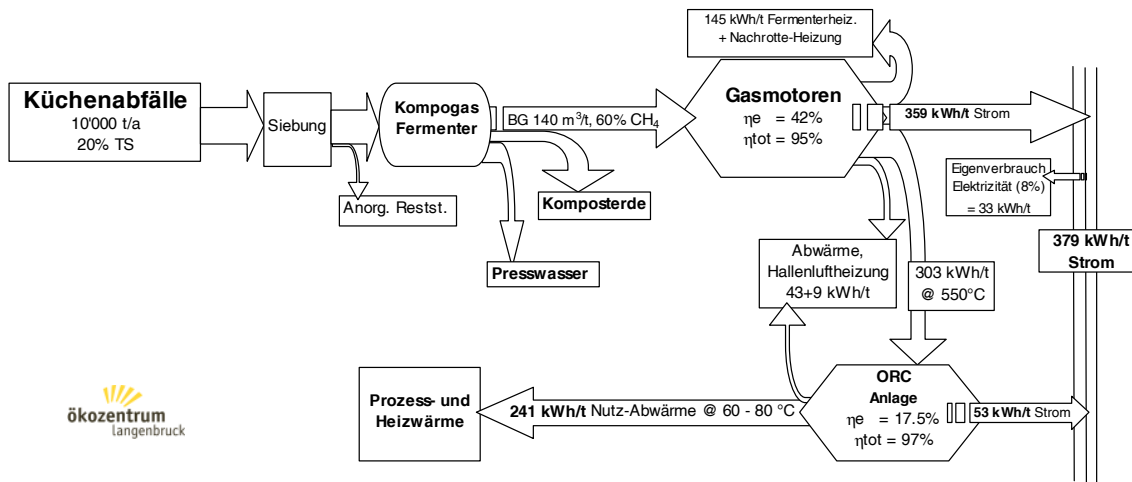 145 kWh/t Fermenterheiz.
+ Nachrotte-Heizung
Küchenabfälle
10'000 t/a
20% TS
Siebung
Kompogas
Fermenter
BG 140 m³/t, 60% CH₄
Gasmotoren
ηe = 42%
ηtot = 95%
359 kWh/t Strom
Eigenverbrauch
Elektrizität (8%)
= 33 kWh/t
Anorg. Restst.
Komposterde
Presswasser
Abwärme,
Hallenluftheizung
43+9 kWh/t
303 kWh/t
@ 550°C
379 kWh/t
Strom
Prozess- und
Heizwärme
241 kWh/t Nutz-Abwärme @ 60 - 80 °C
ORC
Anlage
ηe = 17.5%
ηtot = 97%
53 kWh/t Strom
ökozentrum
langenbruck